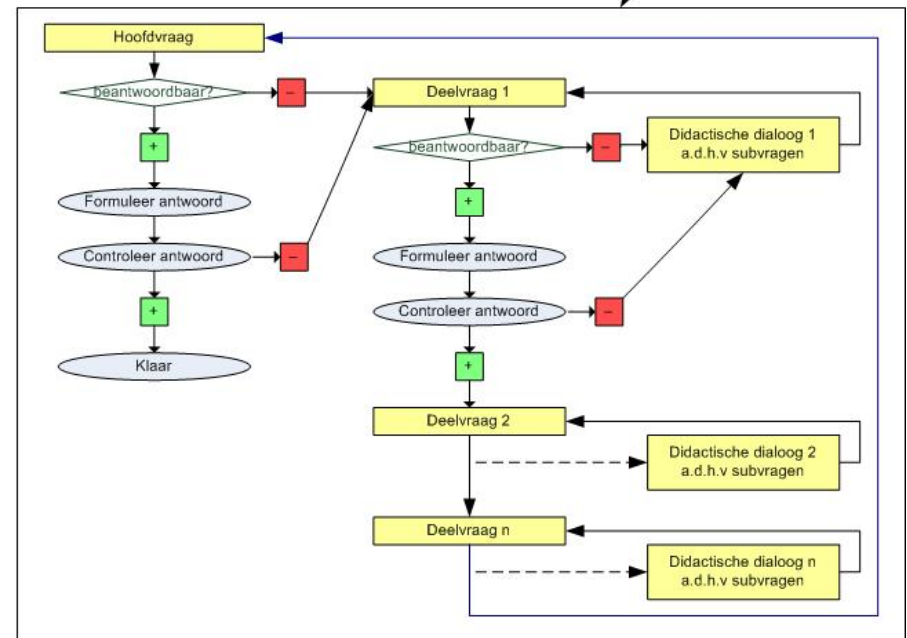 Hoofdvraag
beantwoordbaar?
–
+
Formuleer antwoord
Controleer antwoord
–
+
Klaar
Deelvraag 1
beantwoordbaar?
–
Didactische dialoog 1
a.d.h.v subvragen
+
Formuleer antwoord
Controleer antwoord
–
+
Deelvraag 2
Didactische dialoog 2
a.d.h.v subvragen
Deelvraag n
Didactische dialoog n
a.d.h.v subvragen